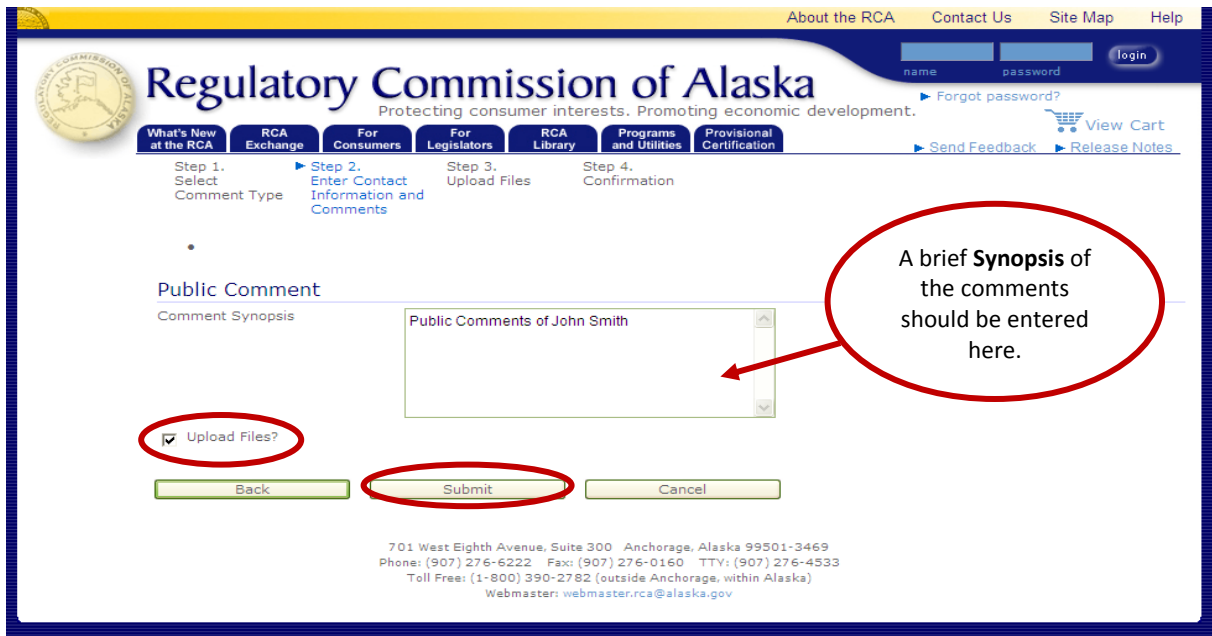 About the RCA Contact Us Site Map Help
login
name password
Regulatory Commission of Alaska
Protecting consumer interests. Promoting economic development.
Forgot password?
View Cart
Send Feedback Release Notes
What's New at the RCA
RCA Exchange
For Consumers
For Legislators
RCA Library
Programs and Utilities
Provisional Certification
Step 1.
Select
Comment Type
Step 2.
Enter Contact
Information and
Comments
Step 3.
Upload Files
Step 4.
Confirmation
Public Comment
Comment Synopsis
Public Comments of John Smith
A brief Synopsis of
the comments
should be entered
here.
Upload Files?
Back Submit Cancel
701 West Eighth Avenue, Suite 300 Anchorage, Alaska 99501-3469
Phone: (907) 276-6222 Fax: (907) 276-0160 TTY: (907) 276-4533
Toll Free: (1-800) 390-2782 (outside Anchorage, within Alaska)
Webmaster: webmaster.rca@alaska.gov